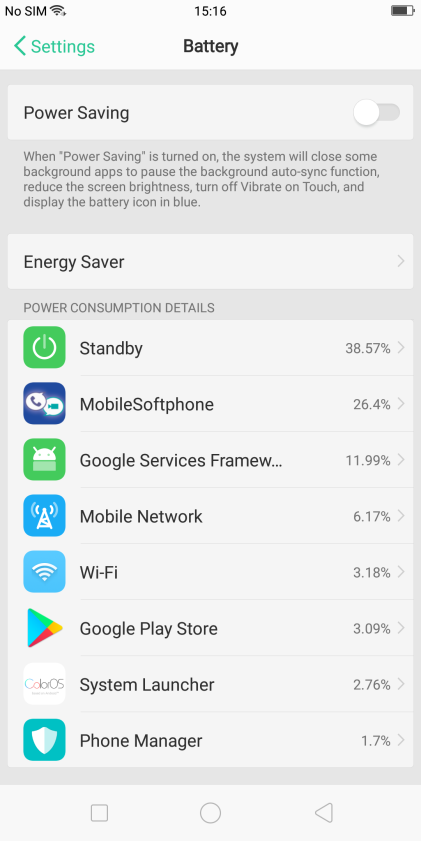 No SIM 15:16
Settings Battery
Power Saving
When "Power Saving" is turned on, the system will close some
background apps to pause the background auto-sync function,
reduce the screen brightness, turn off Vibrate on Touch, and
display the battery icon in blue.
Energy Saver
POWER CONSUMPTION DETAILS
Standby 38.57%
MobileSoftphone 26.4%
Google Services Framew... 11.99%
Mobile Network 6.17%
Wi-Fi 3.18%
Google Play Store 3.09%
ColorOS
System Launcher 2.76%
Phone Manager 1.7%